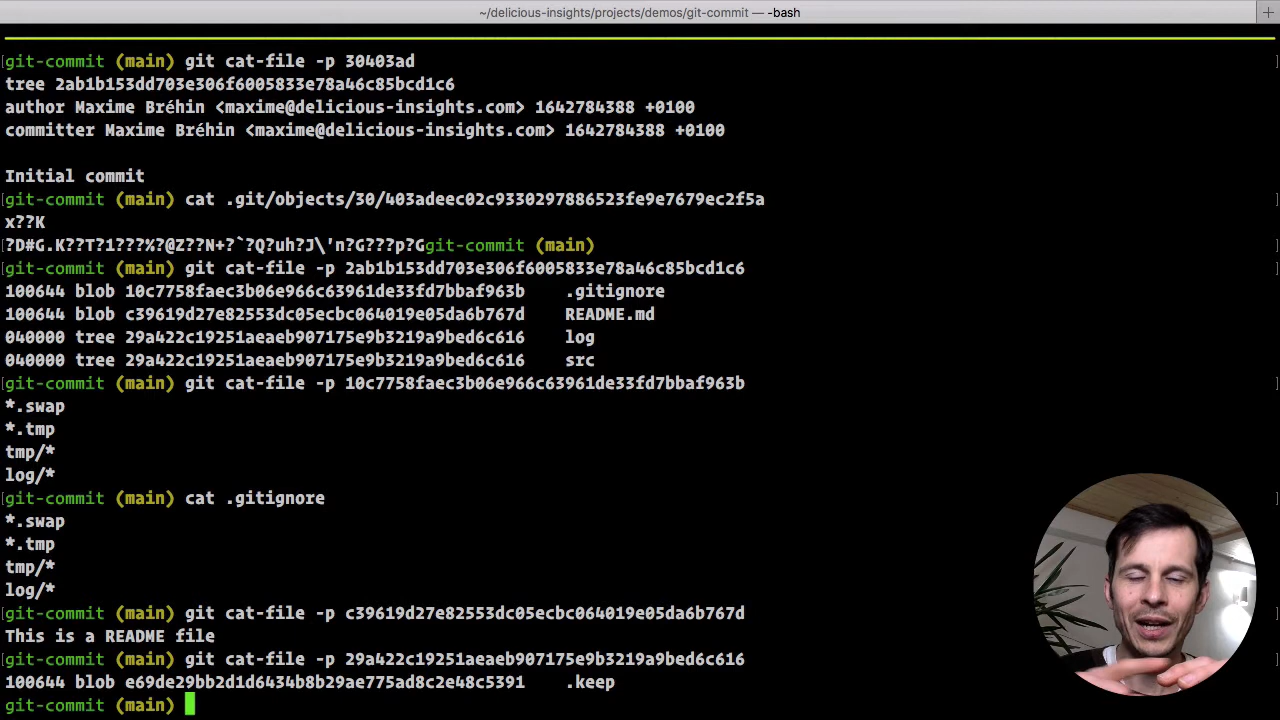 ~/delicious-insights/projects/demos/git-commit — -bash
git-commit (main) git cat-file -p 30403ad
tree 2ab1b153dd703e306f6005833e78a46c85bcd1c6
author Maxime Bréhin <maxime@delicious-insights.com> 1642784388 +0100
committer Maxime Bréhin <maxime@delicious-insights.com> 1642784388 +0100
Initial commit
git-commit (main) cat .git/objects/30/403adeec02c9330297886523fe9e7679ec2f5a
x??K
?D#G.K??T?1???%?@Z??N+?`?Q?uh?J\'n?G???p?Ggit-commit (main)
git-commit (main) git cat-file -p 2ab1b153dd703e306f6005833e78a46c85bcd1c6
100644 blob 10c7758faec3b06e966c63961de33fd7bbaf963b    .gitignore
100644 blob c39619d27e82553dc05ecbc064019e05da6b767d    README.md
040000 tree 29a422c19251aeaeb907175e9b3219a9bed6c616    log
040000 tree 29a422c19251aeaeb907175e9b3219a9bed6c616    src
git-commit (main) git cat-file -p 10c7758faec3b06e966c63961de33fd7bbaf963b
*.swap
*.tmp
tmp/*
log/*
git-commit (main) cat .gitignore
*.swap
*.tmp
tmp/*
log/*
git-commit (main) git cat-file -p c39619d27e82553dc05ecbc064019e05da6b767d
This is a README file
git-commit (main) git cat-file -p 29a422c19251aeaeb907175e9b3219a9bed6c616
100644 blob e69de29bb2d1d6434b8b29ae775ad8c2e48c5391    .keep
git-commit (main)